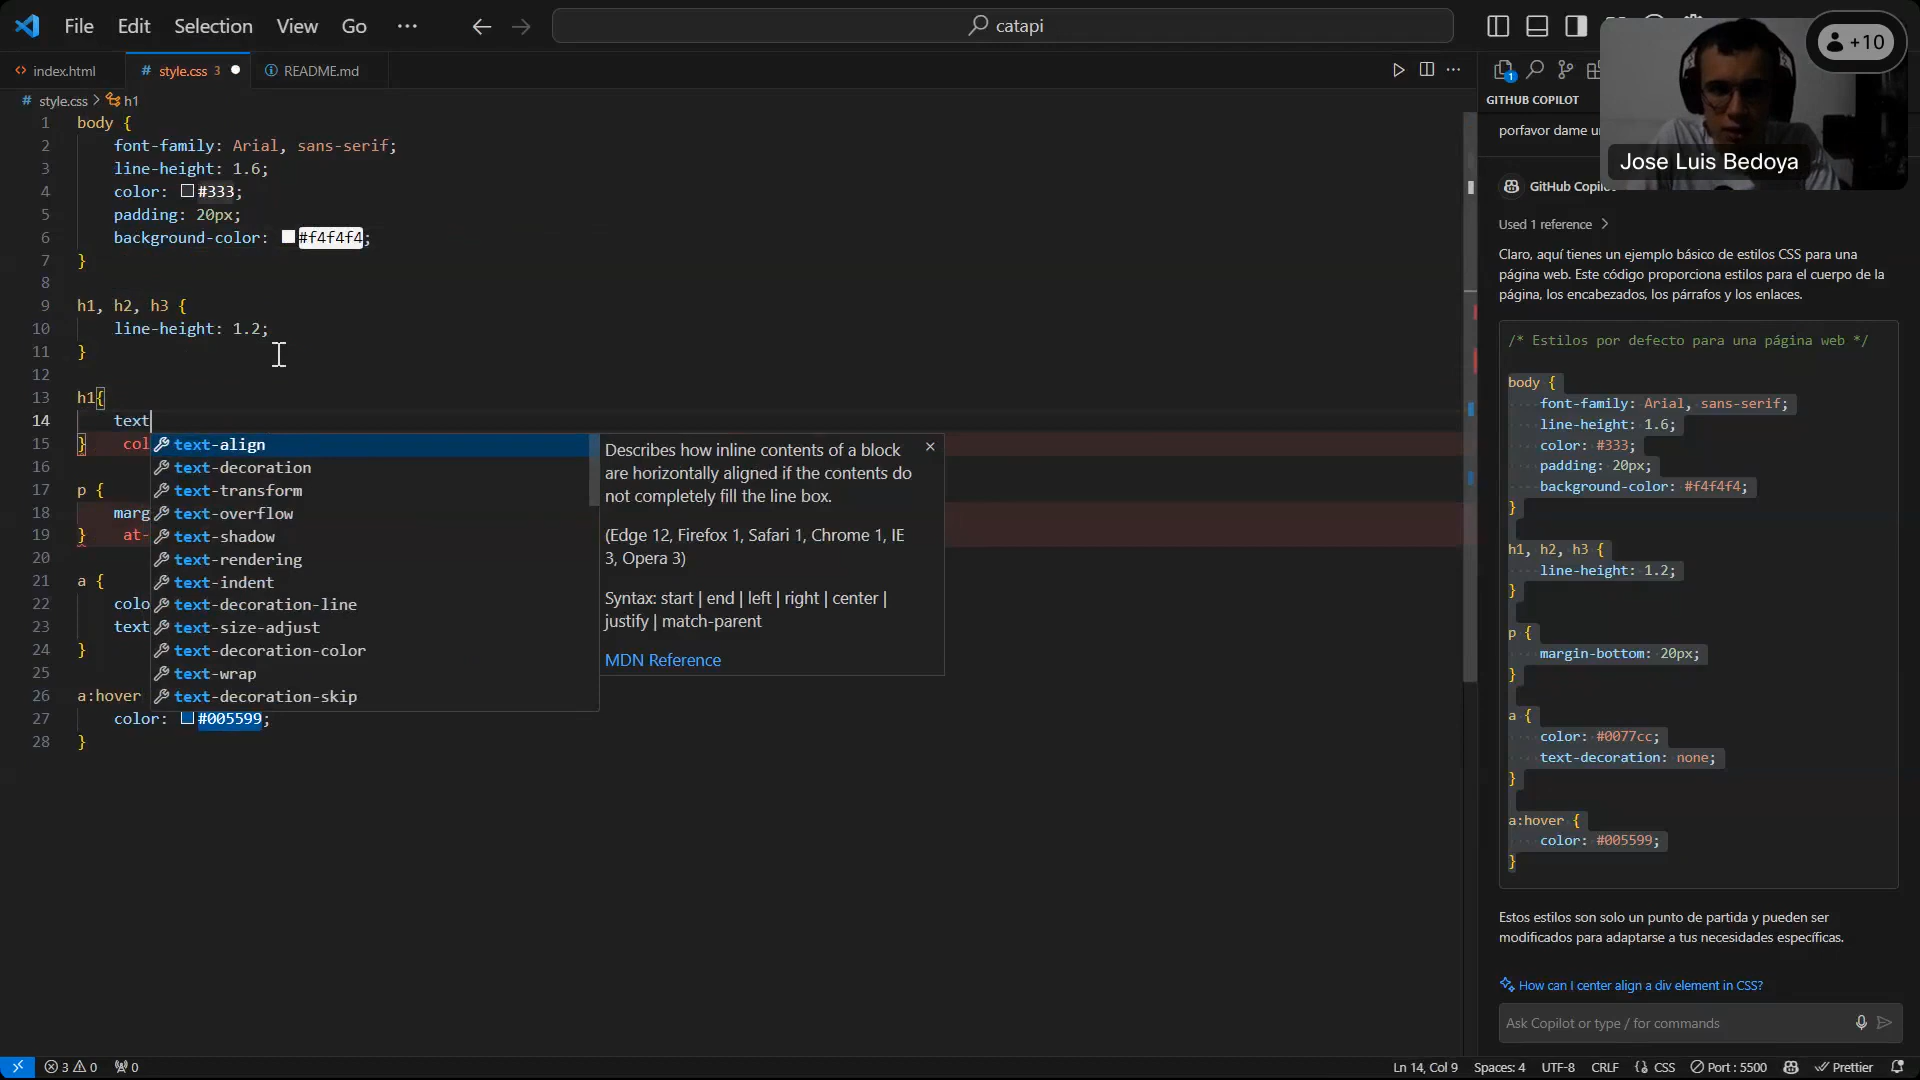 File Edit Selection View Go ··· catapi
+10
index.html style.css 3 README.md
style.css > h1
Jose Luis Bedoya
1 body {
2 font-family: Arial, sans-serif;
3 line-height: 1.6;
4 color: #333;
5 padding: 20px;
6 background-color: #f4f4f4;
7 }
8
9 h1, h2, h3 {
10 line-height: 1.2;
11 }
12
13 h1{
14 text
15 } col
16
17 p {
18 marg
19 } at-
20
21 a {
22 colo
23 text
24 }
25
26 a:hover
27 color: #005599;
28 }
text-align
text-decoration
text-transform
text-overflow
text-shadow
text-rendering
text-indent
text-decoration-line
text-size-adjust
text-decoration-color
text-wrap
text-decoration-skip
Describes how inline contents of a block
are horizontally aligned if the contents do
not completely fill the line box.
(Edge 12, Firefox 1, Safari 1, Chrome 1, IE
3, Opera 3)
Syntax: start | end | left | right | center |
justify | match-parent
MDN Reference
1
GITHUB COPILOT
porfavor dame
GitHub
Used 1 reference >
Claro, aquí tienes un ejemplo básico de estilos CSS para una
página web. Este código proporciona estilos para el cuerpo de la
página, los encabezados, los párrafos y los enlaces.
/* Estilos por defecto para una página web */
body {
font-family: Arial, sans-serif;
line-height: 1.6;
color: #333;
padding: 20px;
background-color: #f4f4f4;
}
h1, h2, h3 {
line-height: 1.2;
}
p {
margin-bottom: 20px;
}
a {
color: #0077cc;
text-decoration: none;
}
a:hover {
color: #005599;
}
Estos estilos son solo un punto de partida y pueden ser
modificados para adaptarse a tus necesidades específicas.
How can I center align a div element in CSS?
Ask Copilot or type / for commands
3 0 0 Ln 14, Col 9 Spaces: 4 UTF-8 CRLF {} CSS Port : 5500 Prettier